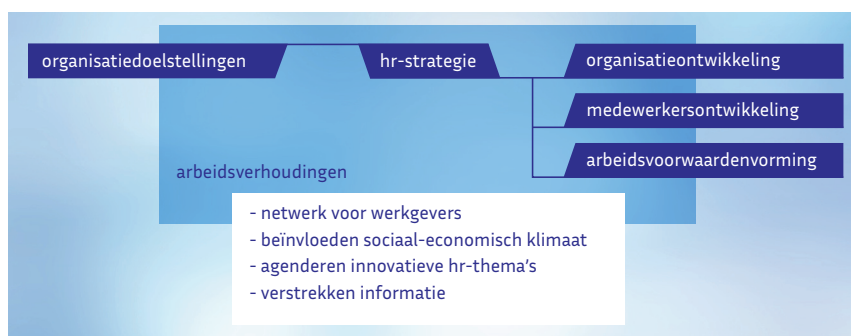 organisatiedoelstellingen
hr-strategie
organisatieontwikkeling
medewerkersontwikkeling
arbeidsvoorwaardenvorming
arbeidsverhoudingen
- netwerk voor werkgevers
- beïnvloeden sociaal-economisch klimaat
- agenderen innovatieve hr-thema's
- verstrekken informatie